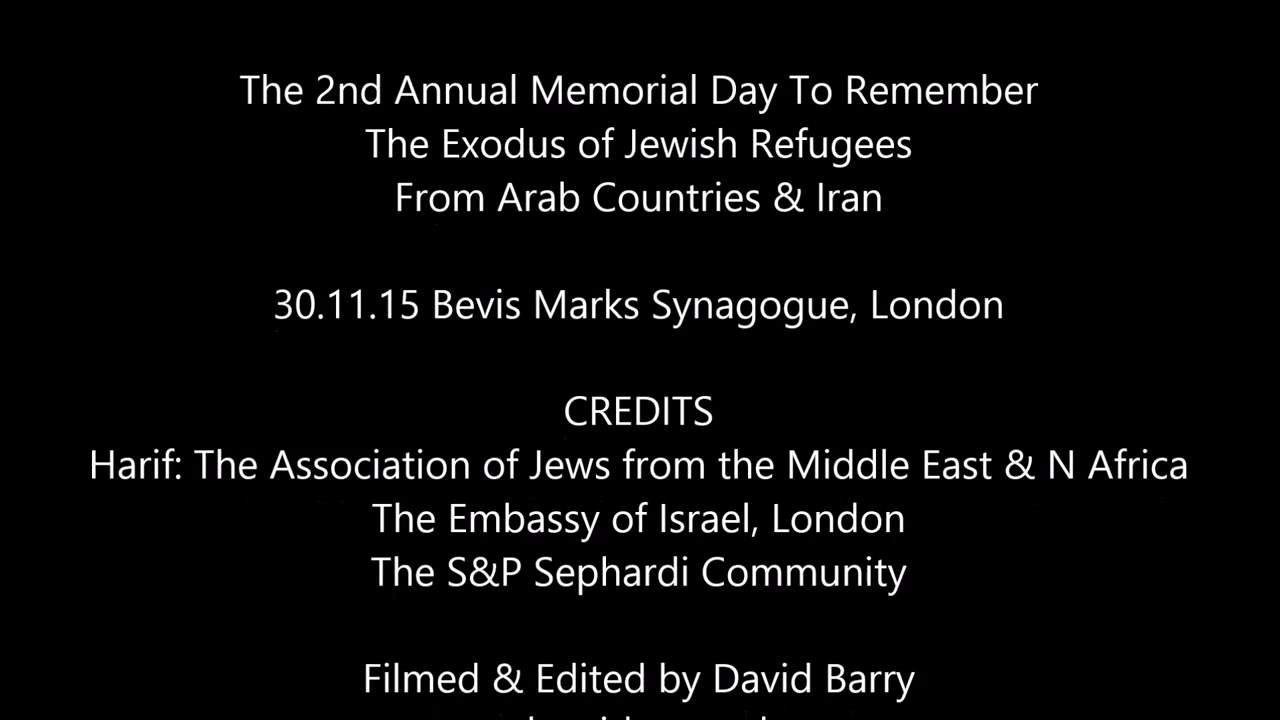 The 2nd Annual Memorial Day To Remember
The Exodus of Jewish Refugees
From Arab Countries & Iran
30.11.15 Bevis Marks Synagogue, London
CREDITS
Harif: The Association of Jews from the Middle East & N Africa
The Embassy of Israel, London
The S&P Sephardi Community
Filmed & Edited by David Barry